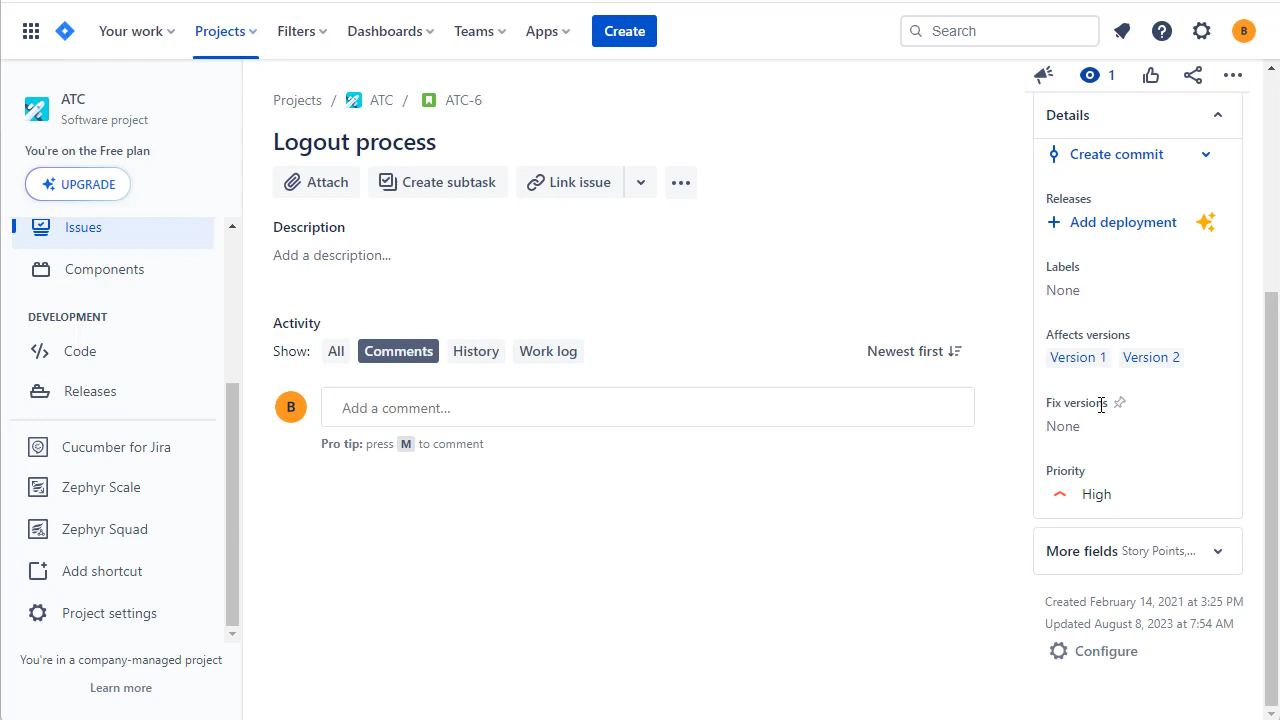 Your work
Projects
Filters
Dashboards
Teams
Apps
Create
Search
B
ATC
Software project
You're on the Free plan
UPGRADE
Issues
Components
DEVELOPMENT
Code
Releases
Cucumber for Jira
Zephyr Scale
Zephyr Squad
Add shortcut
Project settings
You're in a company-managed project
Learn more
Projects / ATC / ATC-6
Logout process
Attach
Create subtask
Link issue
Description
Add a description...
Activity
Show: All Comments History Work log
Newest first
B
Add a comment...
Pro tip: press M to comment
1
Details
Create commit
Releases
Add deployment
Labels
None
Affects versions
Version 1 Version 2
Fix versions
None
Priority
High
More fields Story Points,...
Created February 14, 2021 at 3:25 PM
Updated August 8, 2023 at 7:54 AM
Configure